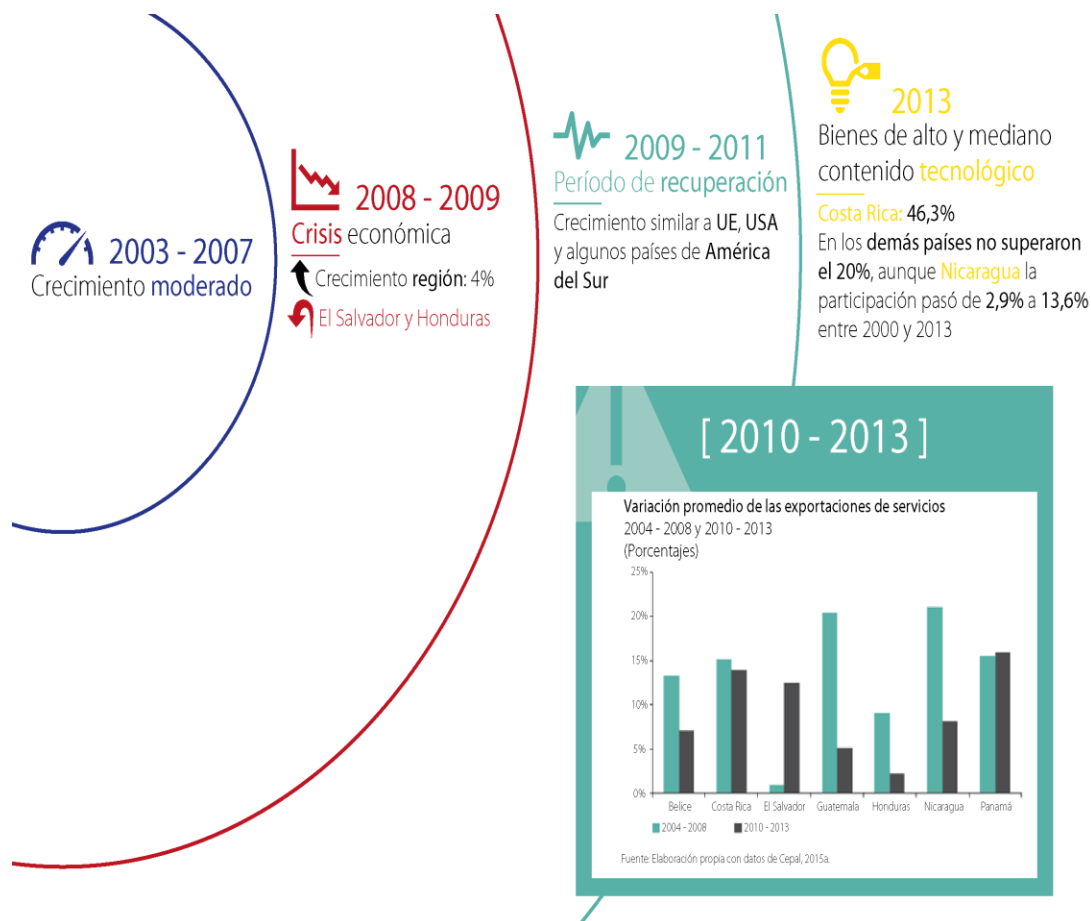 2003 - 2007
Crecimiento moderado
2008 - 2009
Crisis económica
Crecimiento región: 4%
El Salvador y Honduras
2009 - 2011
Período de recuperación
Crecimiento similar a UE, USA
y algunos países de América
del Sur
2013
Bienes de alto y mediano
contenido tecnológico
Costa Rica: 46,3%
En los demás países no superaron
el 20%, aunque Nicaragua la
participación pasó de 2,9% a 13,6%
entre 2000 y 2013
[ 2010 - 2013 ]
Variación promedio de las exportaciones de servicios
2004 - 2008 y 2010 - 2013
(Porcentajes)
25%
20%
15%
10%
5%
0%
Belice Costa Rica El Salvador Guatemala Honduras Nicaragua Panamá
2004 - 2008 2010 - 2013
Fuente: Elaboración propia con datos de Cepal, 2015a.